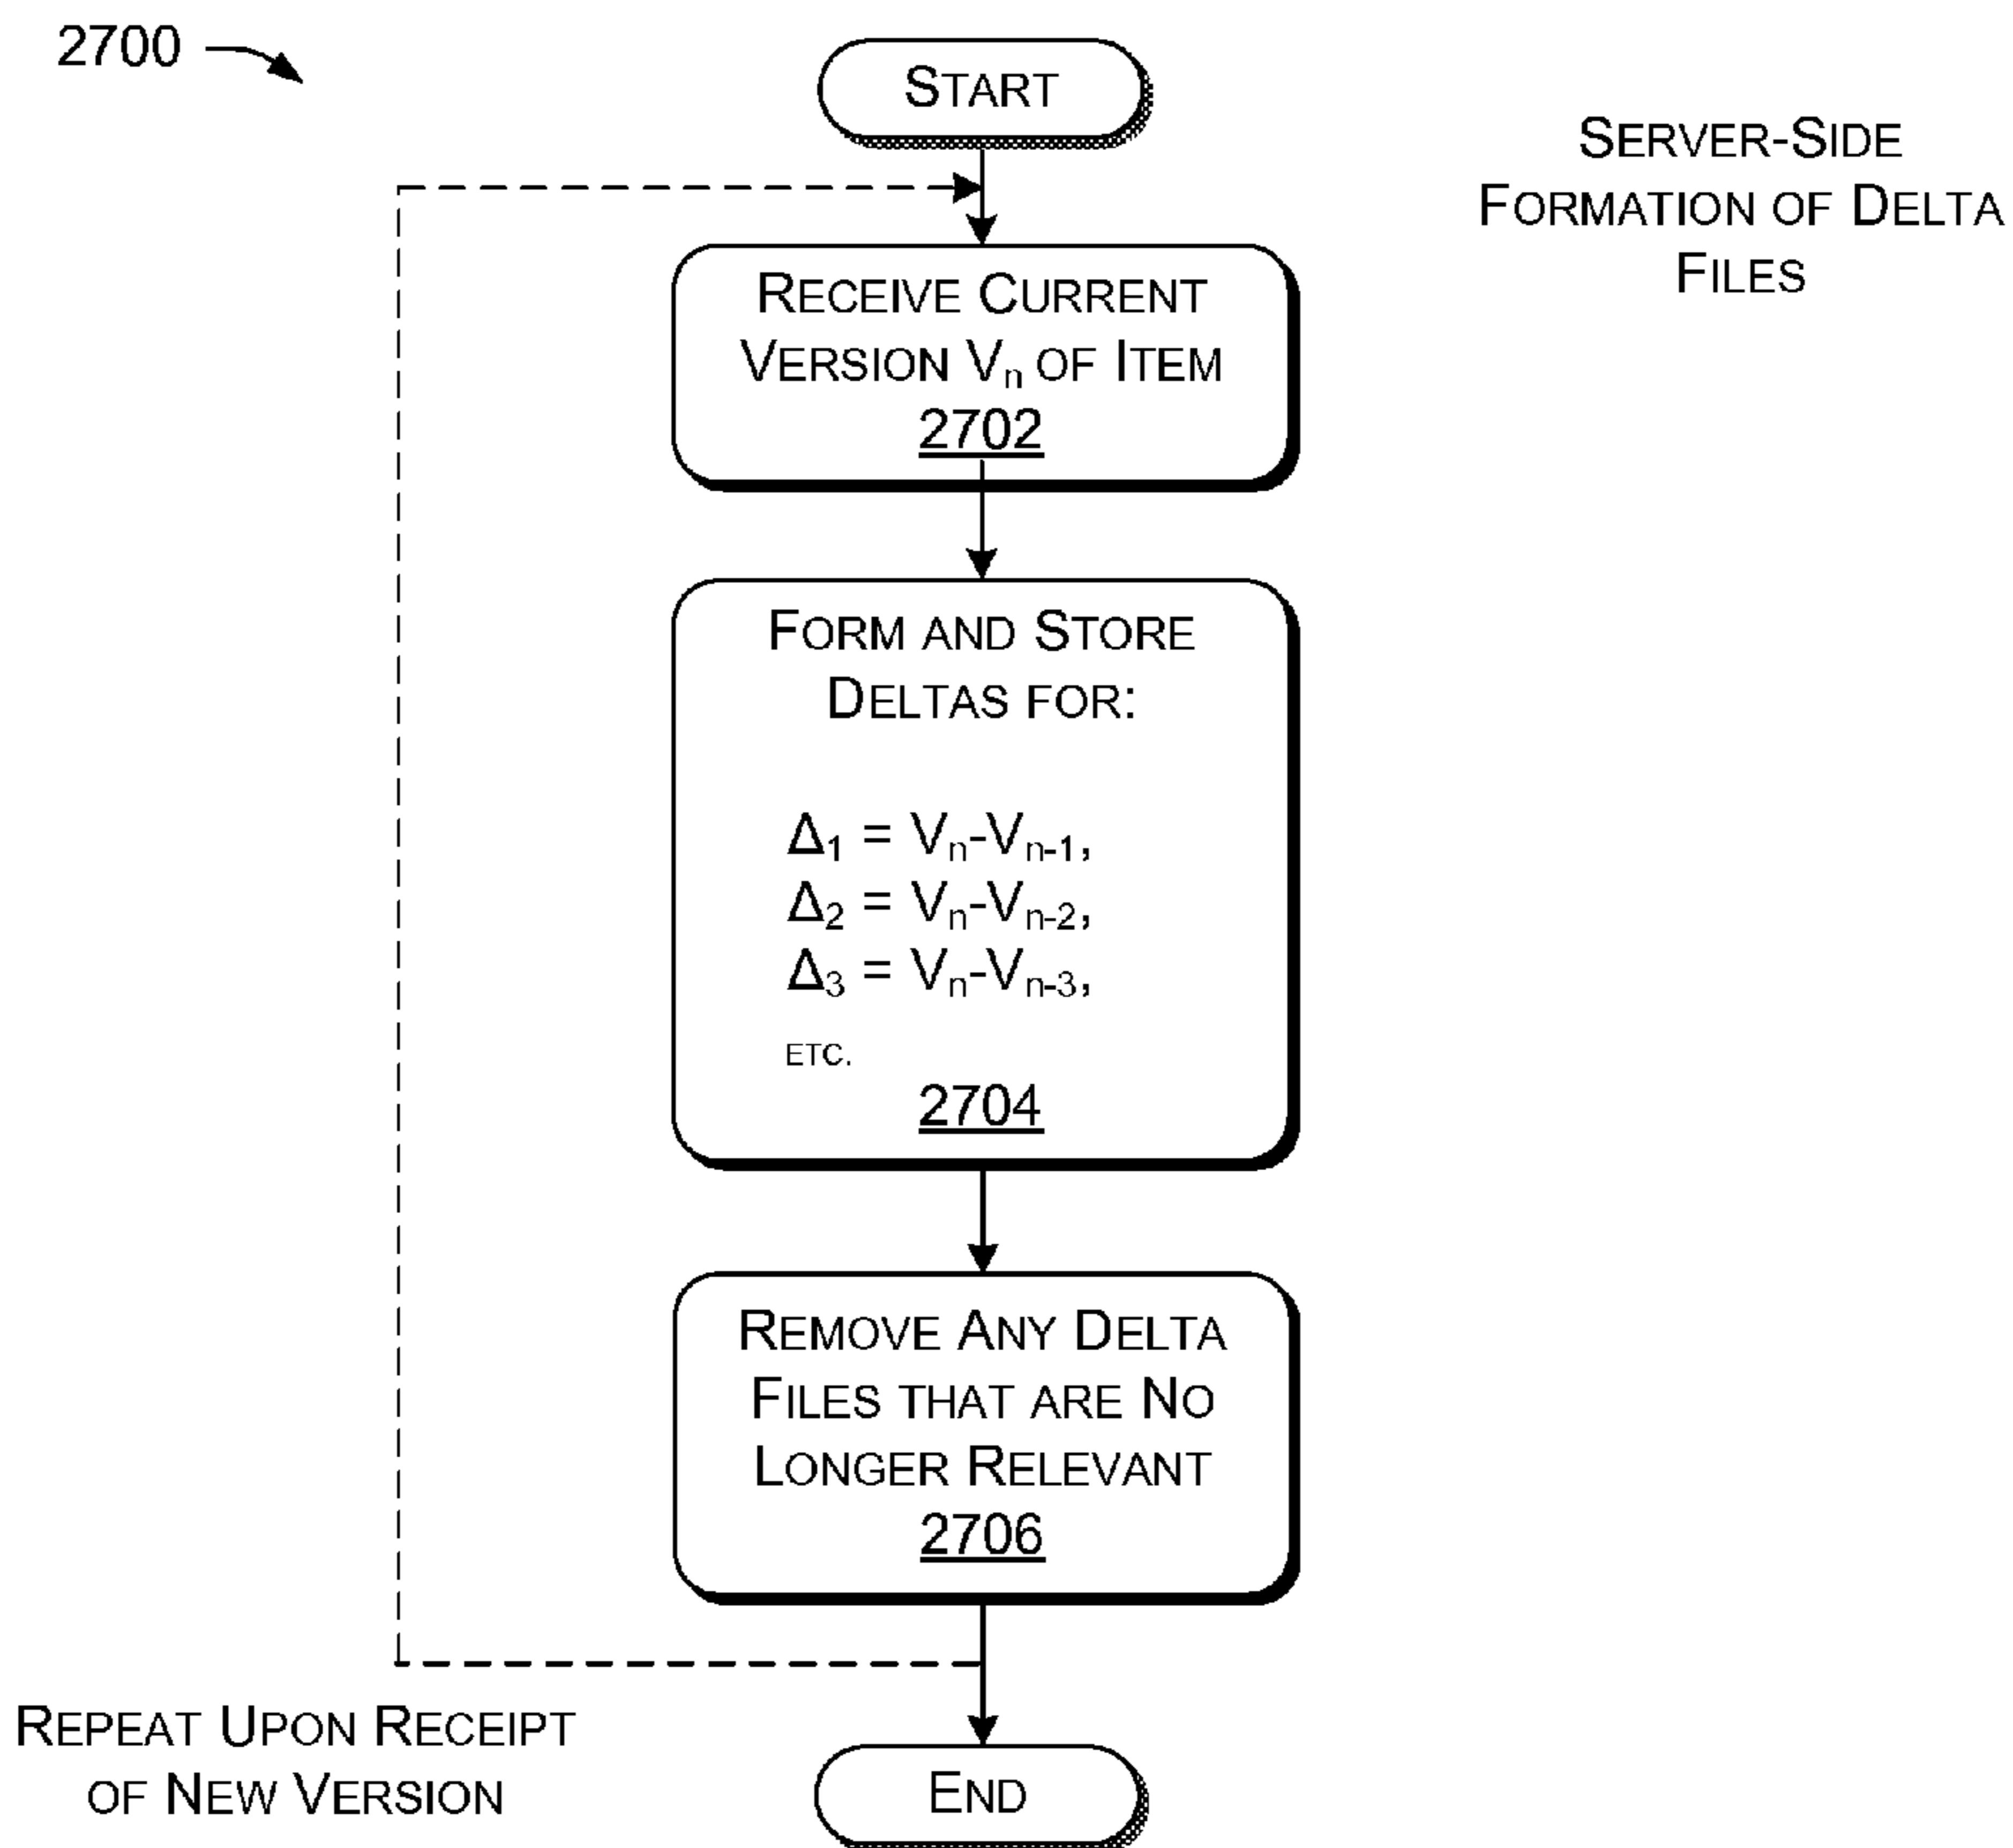 2700
START
SERVER-SIDE
FORMATION OF DELTA
FILES
RECEIVE CURRENT
VERSION Vn OF ITEM
2702
FORM AND STORE
DELTAS FOR:
Δ1 = Vn-Vn-1,
Δ2 = Vn-Vn-2,
Δ3 = Vn-Vn-3,
ETC.
2704
REMOVE ANY DELTA
FILES THAT ARE NO
LONGER RELEVANT
2706
REPEAT UPON RECEIPT
OF NEW VERSION
END